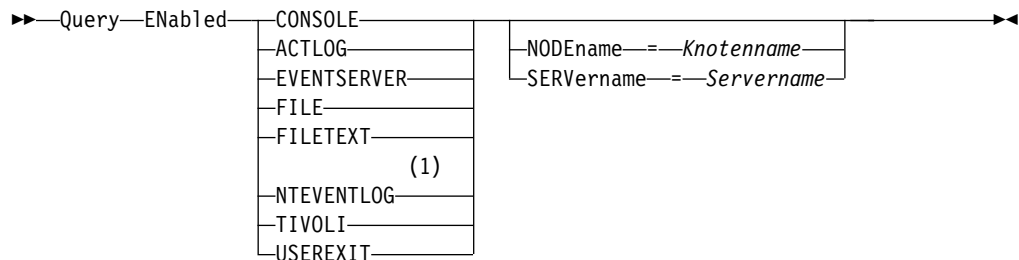 Query ENabled CONSOLE
ACTLOG NODEname = Knotenname
EVENTSERVER SERVername = Servername
FILE
FILETEXT
(1)
NTEVENTLOG
TIVOLI
USEREXIT